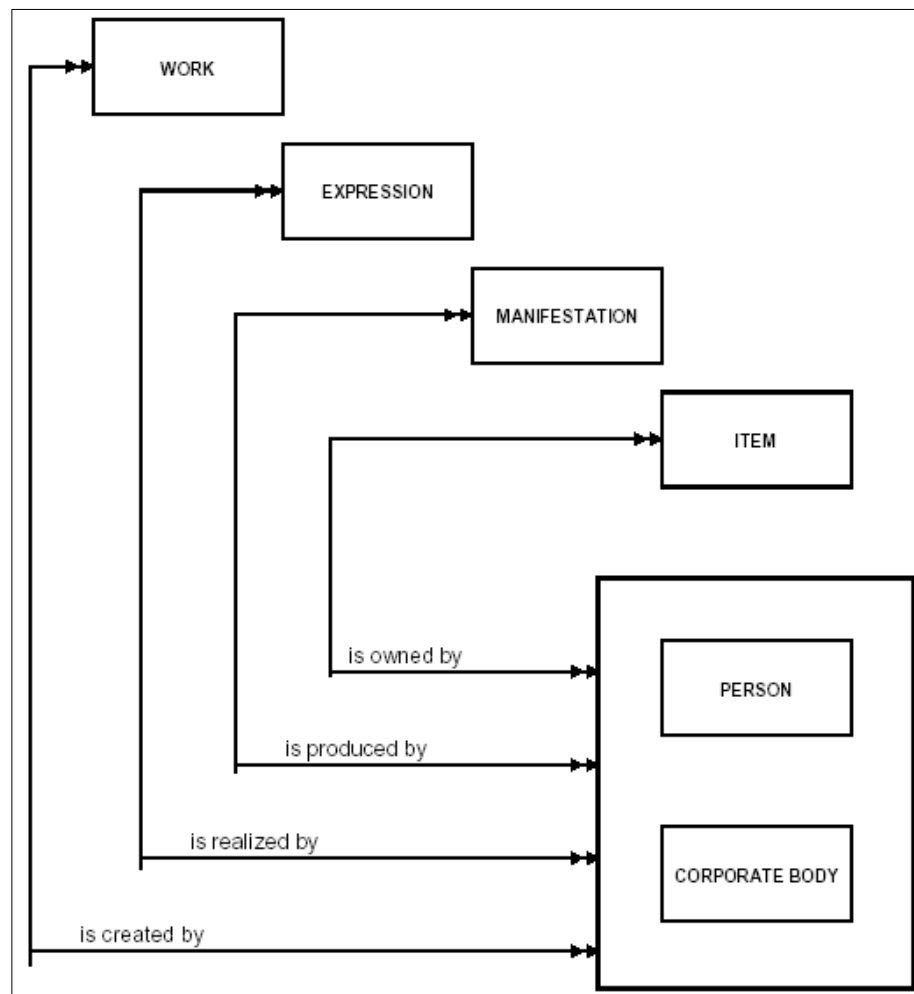 WORK
EXPRESSION
MANIFESTATION
ITEM
is owned by
PERSON
is produced by
is realized by
CORPORATE BODY
is created by